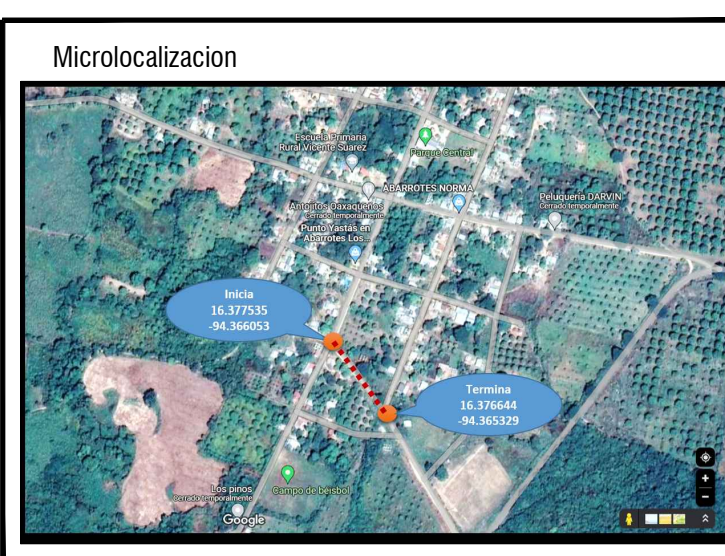 Microlocalizacion
Escuela Primaria
Rural Vicente Suarez
Parque Central
ABARROTES NORMA
Antojitos Oaxaqueños
Cerrado temporalmente
Peluqueria DARVIN
Cerrado temporalmente
Punto Yastás en
Abarrotes Los...
Inicia
16.377535
-94.366053
Termina
16.376644
-94.365329
Los pinos
Cerrado temporalmente
Campo de beisbol
Google